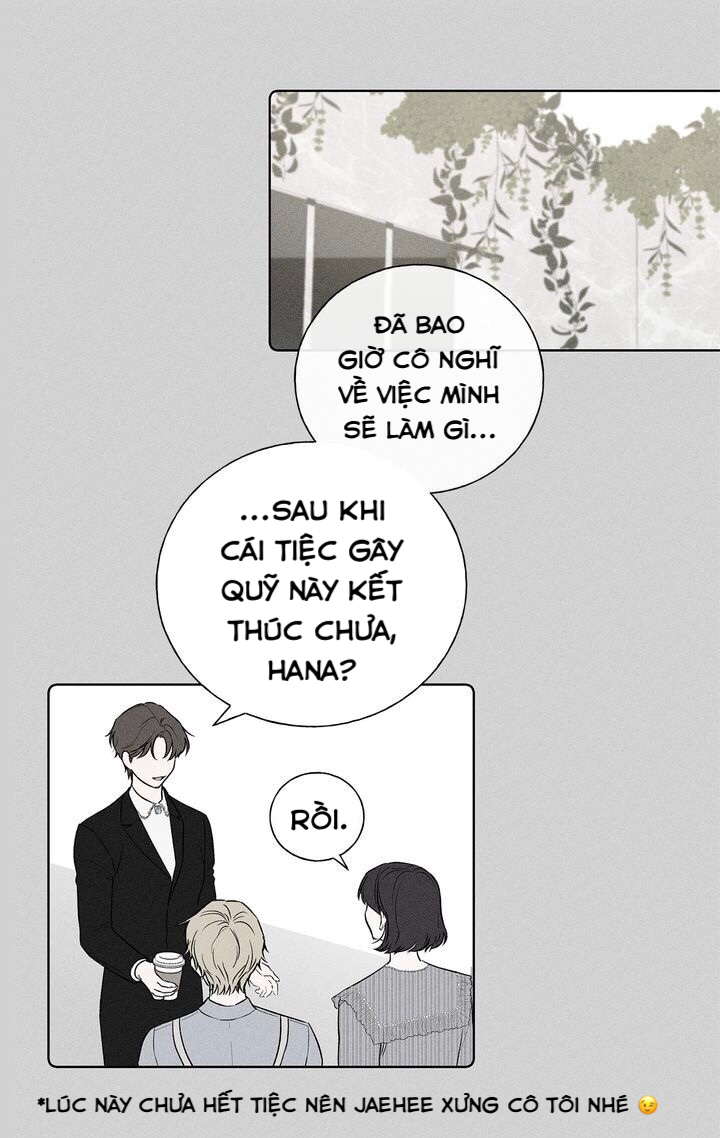 ĐÃ BAO
GIỜ CÔ NGHĨ
VỀ VIỆC MÌNH
SẼ LÀM GÌ...
...SAU KHI
CÁI TIỆC GÂY
QUỸ NÀY KẾT
THÚC CHƯA,
HANA?
RỒI.
*LÚC NÀY CHƯA HẾT TIỆC NÊN JAEHEE XƯNG CÔ TÔI NHÉ 😉